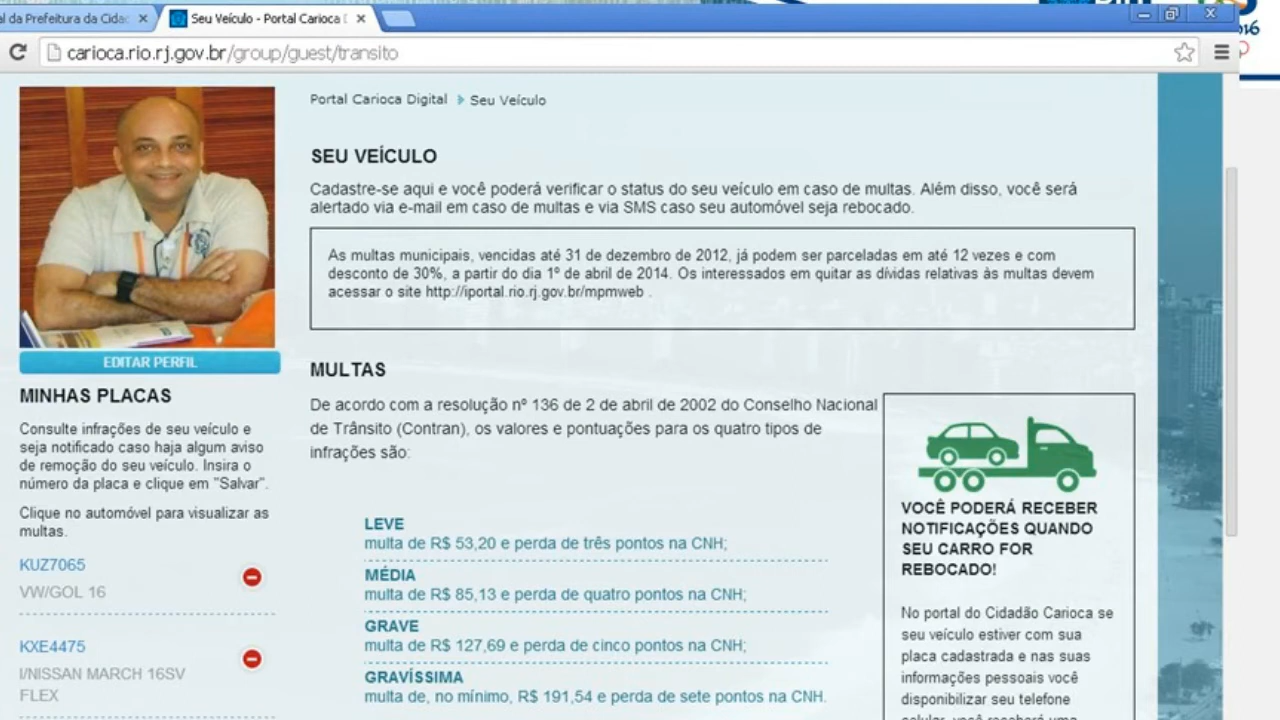 al da Prefeitura da Cida
Seu Veículo - Portal Carioca D
carioca.rio.rj.gov.br/group/guest/transito
Portal Carioca Digital
Seu Veículo
SEU VEÍCULO
Cadastre-se aqui e você poderá verificar o status do seu veículo em caso de multas. Além disso, você será
alertado via e-mail em caso de multas e via SMS caso seu automóvel seja rebocado.
As multas municipais, vencidas até 31 de dezembro de 2012, já podem ser parceladas em até 12 vezes e com
desconto de 30%, a partir do dia 1º de abril de 2014. Os interessados em quitar as dívidas relativas às multas devem
acessar o site http://iportal.rio.rj.gov.br/mpmweb .
EDITAR PERFIL
MINHAS PLACAS
Consulte infrações de seu veículo e
seja notificado caso haja algum aviso
de remoção do seu veículo. Insira o
número da placa e clique em "Salvar".
Clique no automóvel para visualizar as
multas.
KUZ7065
VW/GOL 16
KXE4475
I/NISSAN MARCH 16SV
FLEX
MULTAS
De acordo com a resolução nº 136 de 2 de abril de 2002 do Conselho Nacional
de Trânsito (Contran), os valores e pontuações para os quatro tipos de
infrações são:
LEVE
multa de R$ 53,20 e perda de três pontos na CNH;
MÉDIA
multa de R$ 85,13 e perda de quatro pontos na CNH;
GRAVE
multa de R$ 127,69 e perda de cinco pontos na CNH;
GRAVÍSSIMA
multa de, no mínimo, R$ 191,54 e perda de sete pontos na CNH.
VOCÊ PODERÁ RECEBER
NOTIFICAÇÕES QUANDO
SEU CARRO FOR
REBOCADO!
No portal do Cidadão Carioca se
seu veículo estiver com sua
placa cadastrada e nas suas
informações pessoais você
disponibilizar seu telefone
celular, você receberá uma